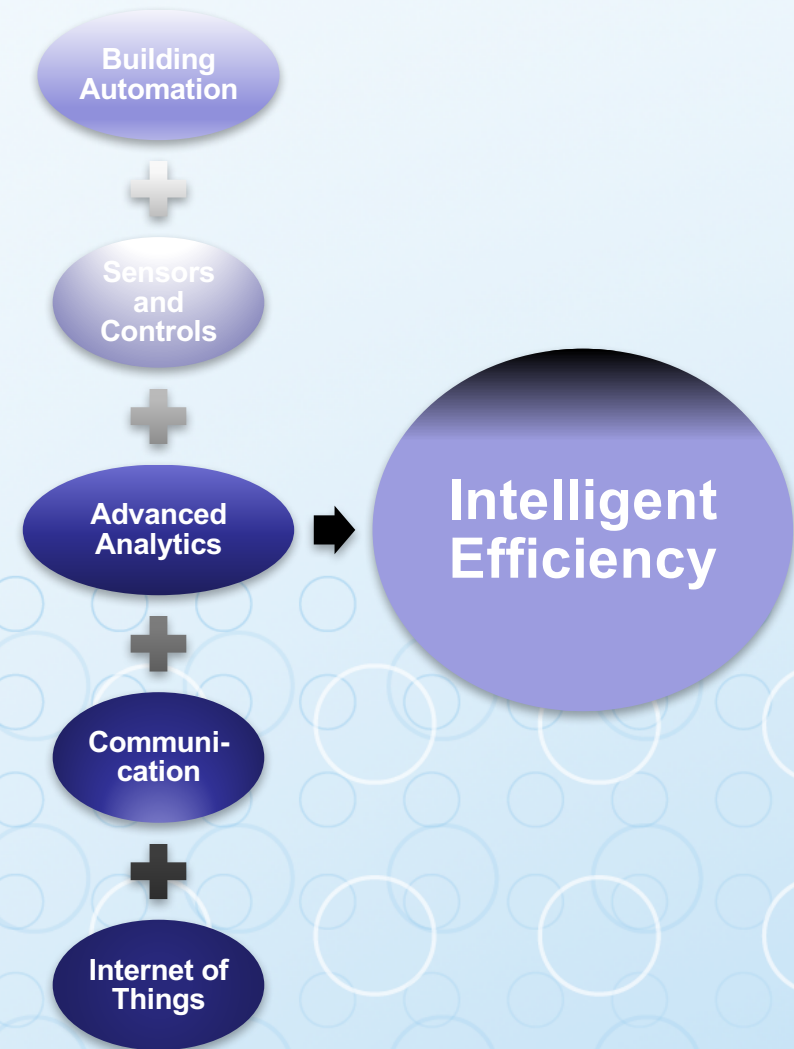 Building
Automation
Sensors
and
Controls
Advanced
Analytics
Intelligent
Efficiency
Communi-
cation
Internet of
Things